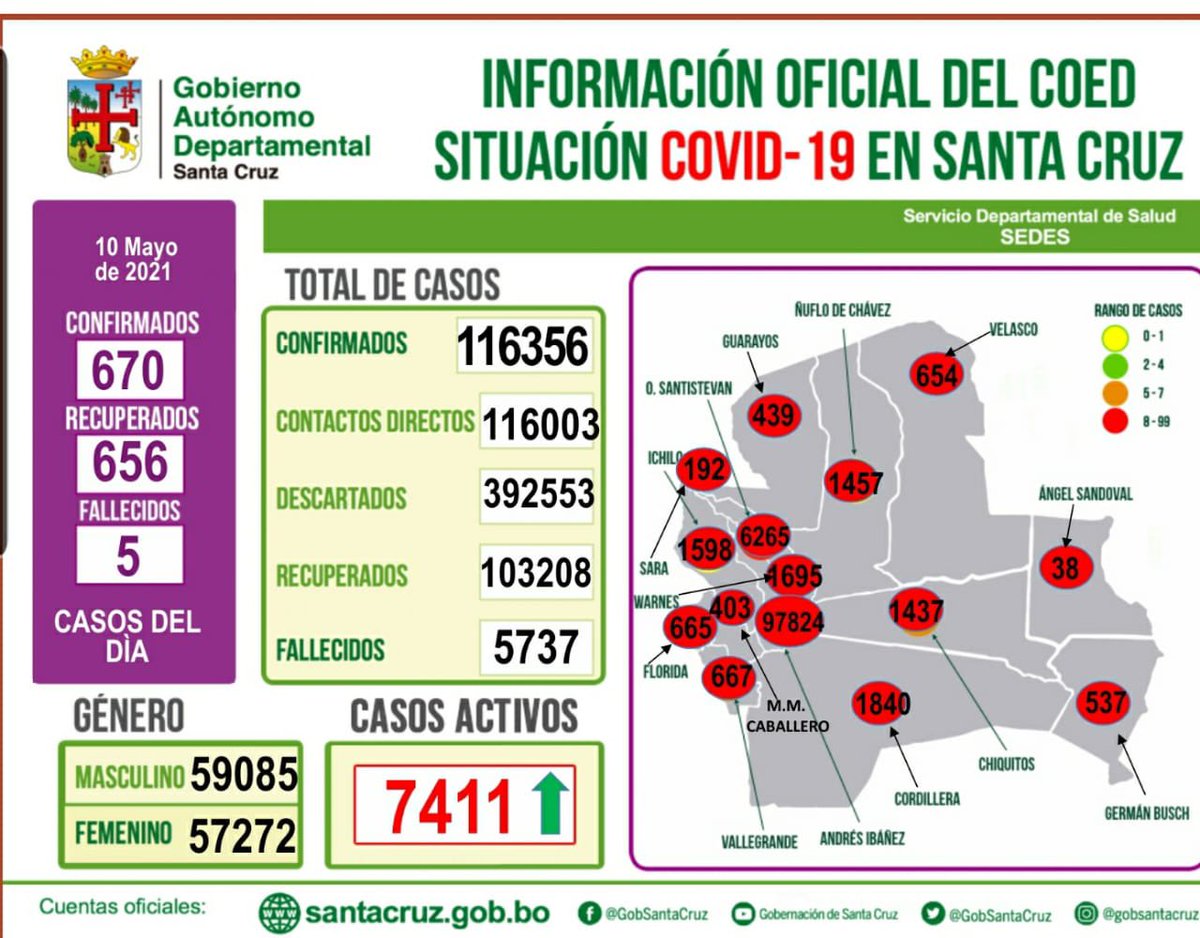 Gobierno
Autónomo
Departamental
Santa Cruz
INFORMACIÓN OFICIAL DEL COED
SITUACIÓN COVID-19 EN SANTA CRUZ
Servicio Departamental de Salud
SEDES
10 Mayo
de 2021
CONFIRMADOS
670
RECUPERADOS
656
FALLECIDOS
5
CASOS DEL
DÌA
TOTAL DE CASOS
CONFIRMADOS 116356
CONTACTOS DIRECTOS 116003
DESCARTADOS 392553
RECUPERADOS 103208
FALLECIDOS 5737
GÉNERO
MASCULINO 59085
FEMENINO 57272
CASOS ACTIVOS
7411
RANGO DE CASOS
0 - 1
2 - 4
5 - 7
8 - 99
ÑUFLO DE CHÁVEZ
GUARAYOS
VELASCO
654
O. SANTISTEVAN
439
ICHILO
192
1457
ÁNGEL SANDOVAL
6265
1598
38
SARA
1695
WARNES
403
97824
1437
665
FLORIDA
667
M.M.
CABALLERO
1840
537
CHIQUITOS
CORDILLERA
GERMÁN BUSCH
VALLEGRANDE
ANDRÉS IBÁÑEZ
Cuentas oficiales:
www
santacruz.gob.bo
@GobSantaCruz
Gobernación de Santa Cruz
@GobSantaCruz
@gobsantacruz